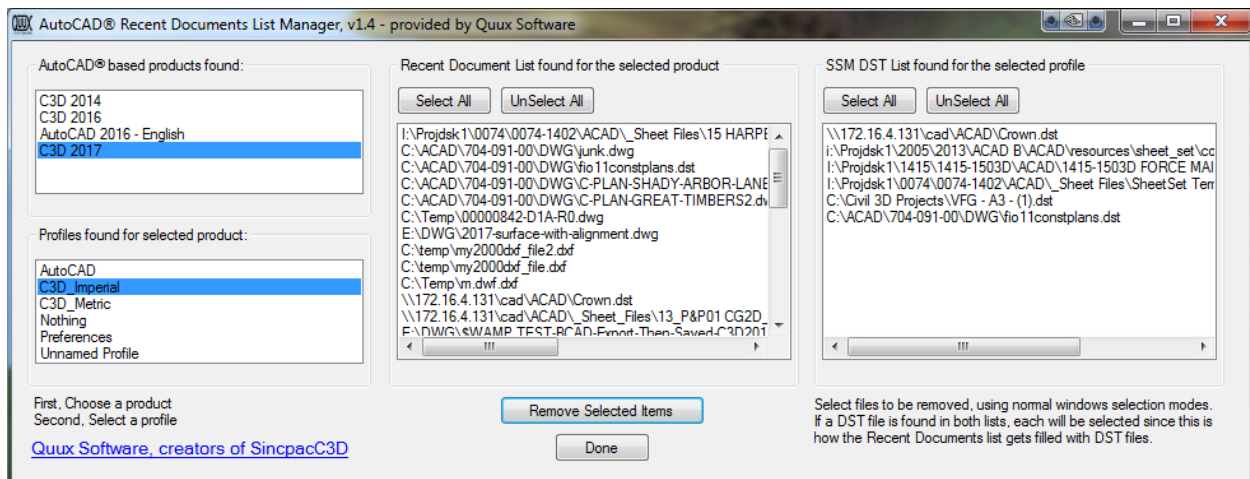 QUUX AutoCAD® Recent Documents List Manager, v1.4 - provided by Quux Software
AutoCAD® based products found:
C3D 2014
C3D 2016
AutoCAD 2016 - English
C3D 2017
Profiles found for selected product:
AutoCAD
C3D_Imperial
C3D_Metric
Nothing
Preferences
Unnamed Profile
First, Choose a product
Second, Select a profile
Quux Software, creators of SincpacC3D
Recent Document List found for the selected product
Select All UnSelect All
I:\Projdsk1\0074\0074-1402\ACAD\_Sheet Files\15 HARPE
C:\ACAD\704-091-00\DWG\junk.dwg
C:\ACAD\704-091-00\DWG\fio11constplans.dst
C:\ACAD\704-091-00\DWG\C-PLAN-SHADY-ARBOR-LANE
C:\ACAD\704-091-00\DWG\C-PLAN-GREAT-TIMBERS2.dw
C:\Temp\00000842-D1A-R0.dwg
E:\DWG\2017-surface-with-alignment.dwg
C:\temp\my2000dxf_file2.dxf
C:\temp\my2000dxf_file.dxf
C:\Temp\m.dwf.dxf
\\172.16.4.131\cad\ACAD\Crown.dst
\\172.16.4.131\cad\ACAD\_Sheet_Files\13_P&P01 CG2D_
E:\DWG\$WAMP TEST-BCAD-Export-Then-Saved-C3D201
Remove Selected Items
Done
SSM DST List found for the selected profile
Select All UnSelect All
\\172.16.4.131\cad\ACAD\Crown.dst
i:\Projdsk1\2005\2013\ACAD B\ACAD\resources\sheet_set\cc
I:\Projdsk1\1415\1415-1503D\ACAD\1415-1503D FORCE MAI
I:\Projdsk1\0074\0074-1402\ACAD\_Sheet Files\SheetSet Tem
C:\Civil 3D Projects\VFG - A3 - (1).dst
C:\ACAD\704-091-00\DWG\fio11constplans.dst
Select files to be removed, using normal windows selection modes.
If a DST file is found in both lists, each will be selected since this is
how the Recent Documents list gets filled with DST files.